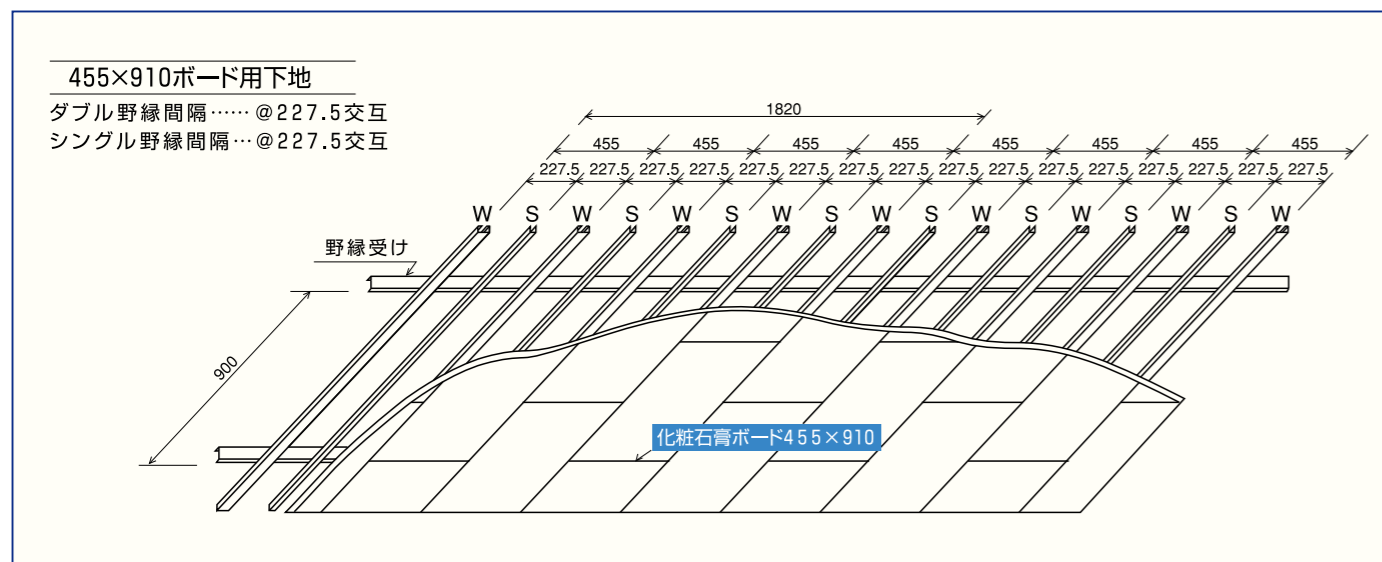 455×910ボード用下地
ダブル野縁間隔……@227.5交互
シングル野縁間隔…@227.5交互
1820
455 455 455 455 455 455 455 455
227.5 227.5 227.5 227.5 227.5 227.5 227.5 227.5 227.5 227.5 227.5 227.5 227.5 227.5 227.5 227.5
W S W S W S W S W S W S W S W S W
野縁受け
900
化粧石膏ボード455×910